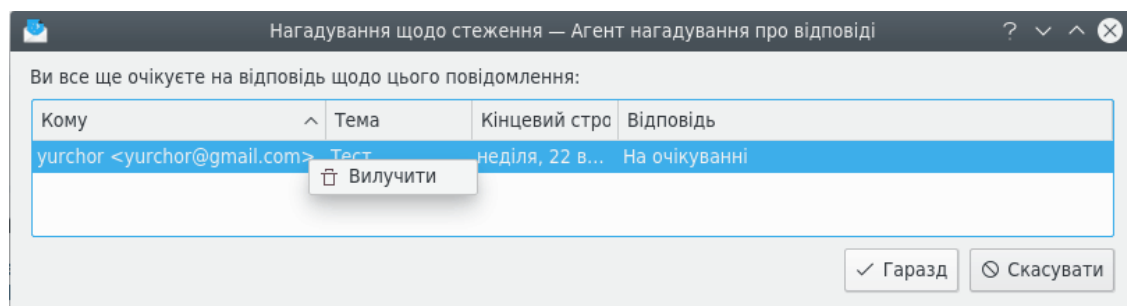 Нагадування щодо стеження — Агент нагадування про відповіді
Ви все ще очікуєте на відповідь щодо цього повідомлення:
Кому Тема Кінцевий стро Відповідь
yurchor <yurchor@gmail.com> Тест неділя, 22 в... На очікуванні
Вилучити
Гаразд Скасувати